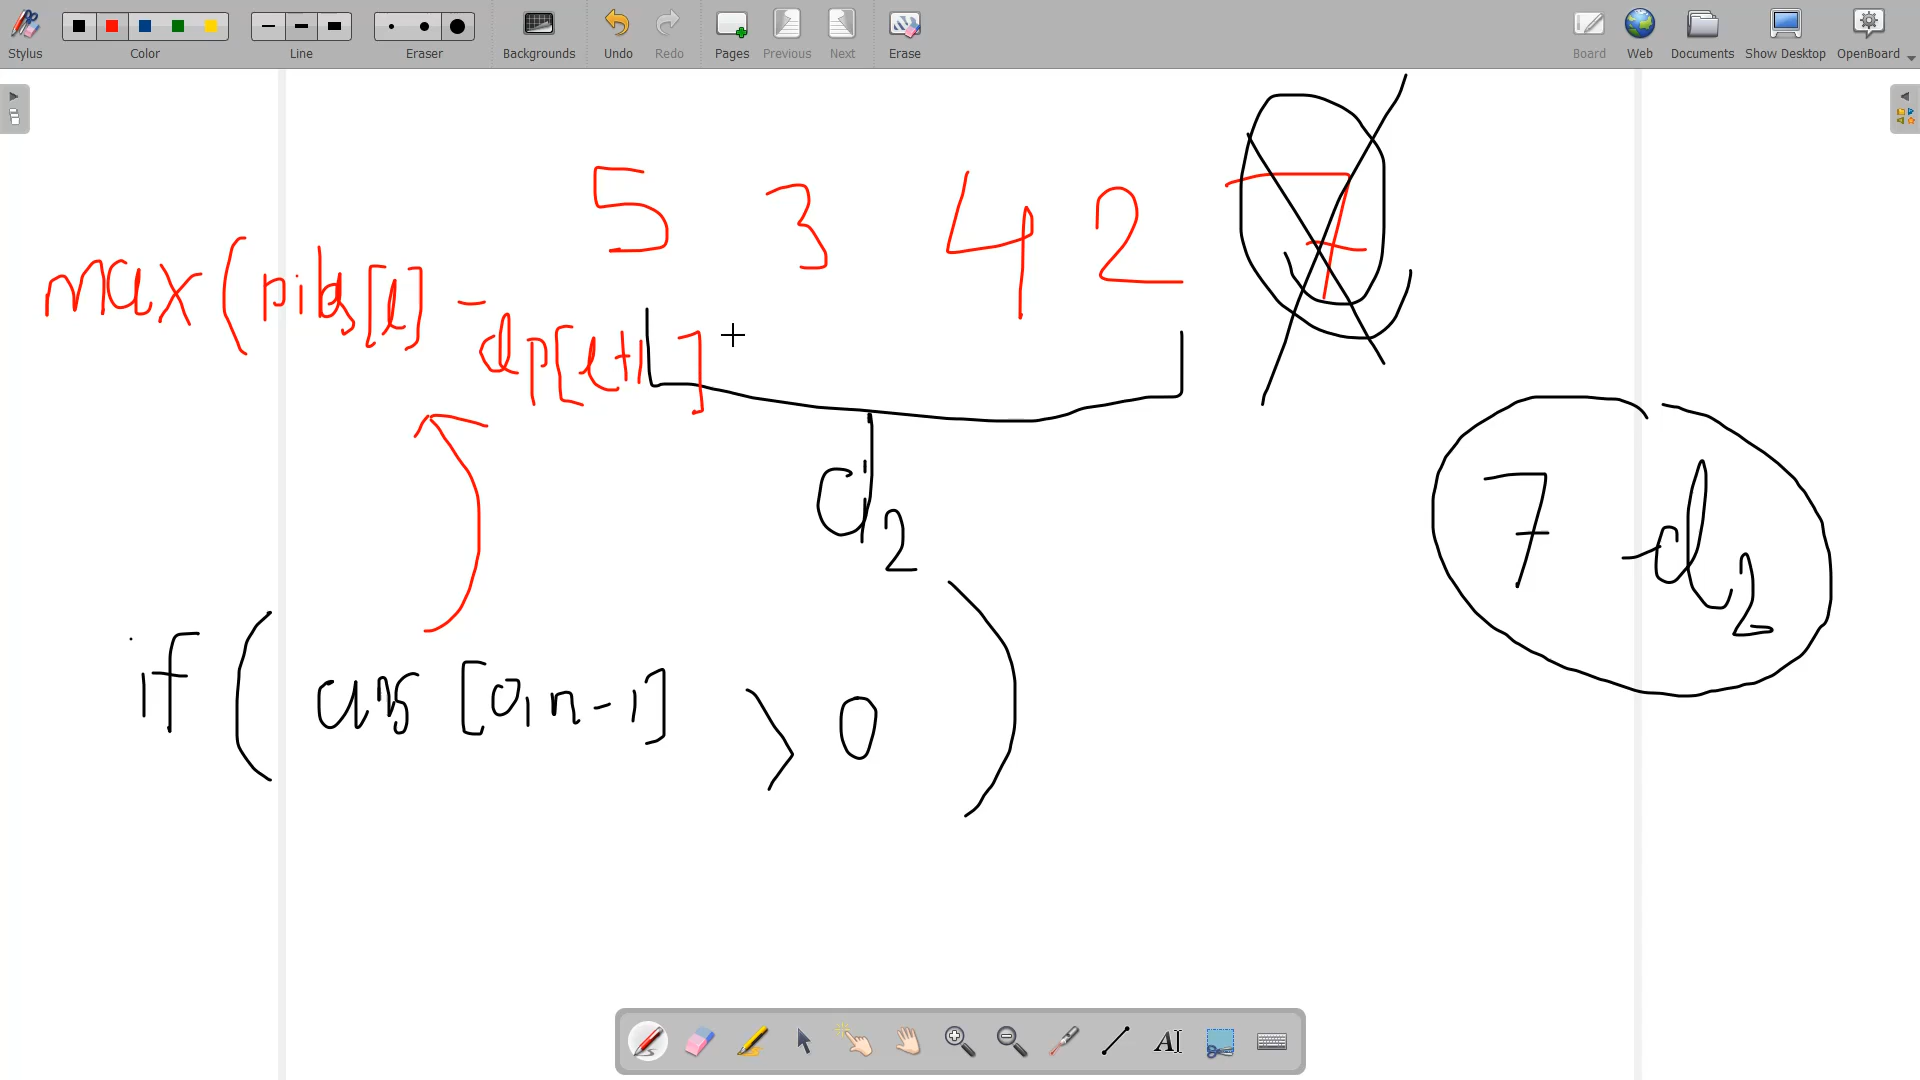 Stylus
Color
Line
Eraser
Backgrounds
Undo
Redo
Pages
Previous
Next
Erase
Board
Web
Documents
Show Desktop
OpenBoard
5 3 4 2 7
max(piles[l] -
dp[l+1 ]
d2
7 -d2
if ( ans [0,n-1] > 0 )